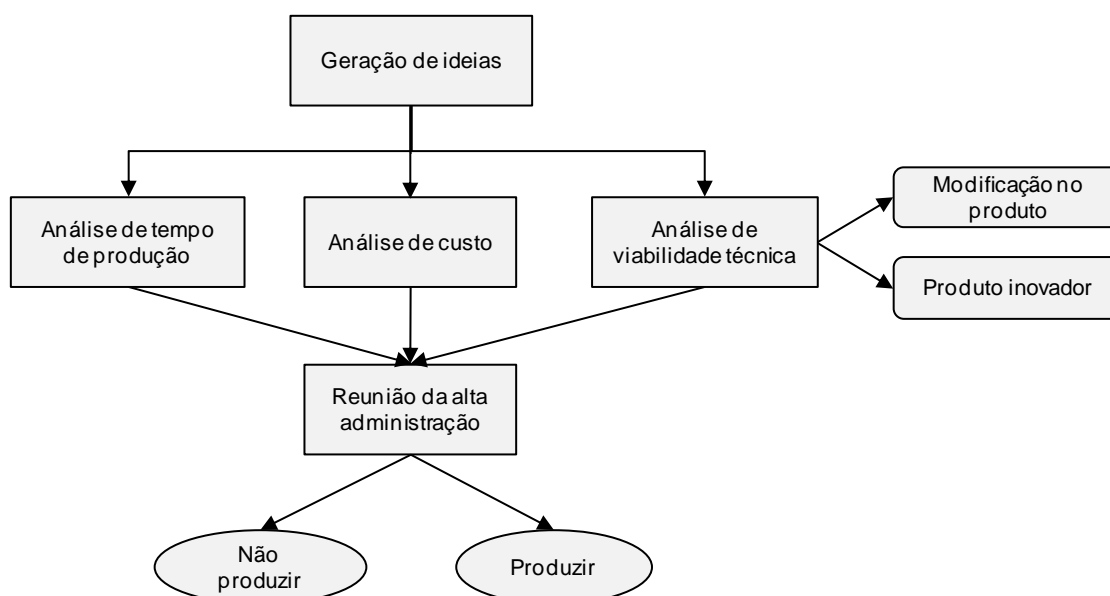 Geração de ideias
Análise de tempo
de produção
Análise de custo
Análise de
viabilidade técnica
Modificação no
produto
Produto inovador
Reunião da alta
administração
Não
produzir
Produzir